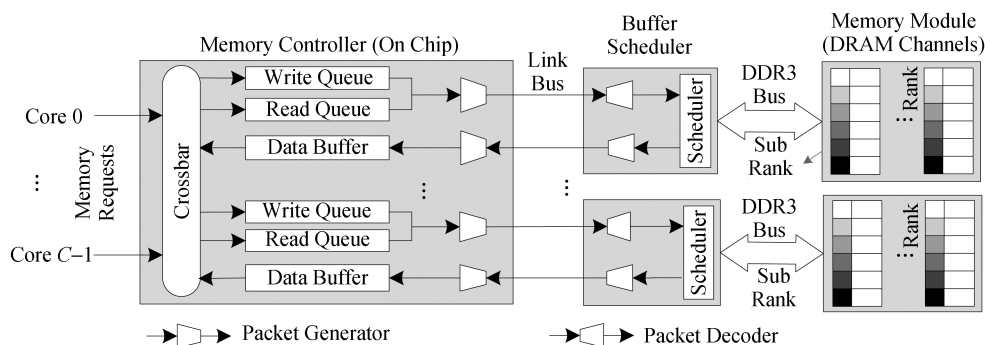 Memory Controller (On Chip)
Buffer
Scheduler
Memory Module
(DRAM Channels)
Core 0
Memory
Requests
...
Core C−1
Crossbar
Write Queue
Read Queue
Data Buffer
...
Write Queue
Read Queue
Data Buffer
Link
Bus
...
Scheduler
Scheduler
DDR3
Bus
Sub
Rank
DDR3
Bus
Sub
Rank
...
Rank
...
Rank
Packet Generator
Packet Decoder